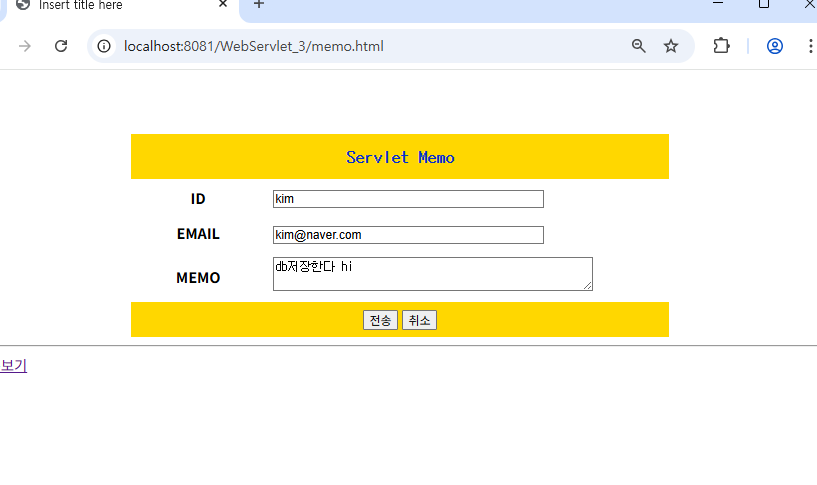 Insert title here
localhost:8081/WebServlet_3/memo.html
Servlet Memo
ID kim
EMAIL kim@naver.com
MEMO db저장한다 hi
전송 취소
보기